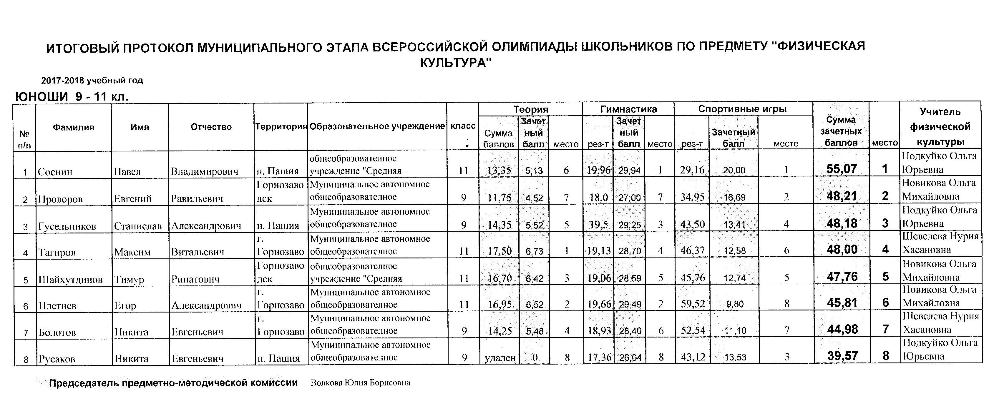 ИТОГОВЫЙ ПРОТОКОЛ МУНИЦИПАЛЬНОГО ЭТАПА ВСЕРОССИЙСКОЙ ОЛИМПИАДЫ ШКОЛЬНИКОВ ПО ПРЕДМЕТУ "ФИЗИЧЕСКАЯ
КУЛЬТУРА"
2017-2018 учебный год
ЮНОШИ 9 - 11 кл.
№ п/п Фамилия Имя Отчество Территория Образовательное учреждение класс Теория Гимнастика Спортивные игры Сумма зачетных баллов место Учитель физической культуры
Сумма баллов Зачетный балл место рез-т Зачетный балл место рез-т Зачетный балл место
1 Соснин Павел Владимирович п. Пашия общеобразователное учреждение "Средняя 11 13,35 5,13 6 19,96 29,94 1 29,16 20,00 1 55,07 1 Подкуйко Ольга Юрьевна
2 Проворов Евгений Равильевич Горнозаводск Муниципальное автономное общеобразователное 9 11,75 4,52 7 18,0 27,00 7 34,95 16,69 2 48,21 2 Новикова Ольга Михайловна
3 Гусельников Станислав Александрович п. Пашия Муниципальное автономное общеобразователное 9 14,35 5,52 5 19,5 29,25 3 43,50 13,41 4 48,18 3 Подкуйко Ольга Юрьевна
4 Тагиров Максим Витальевич г. Горнозаво Муниципальное автономное общеобразователное 11 17,50 6,73 1 19,13 28,70 4 46,37 12,58 6 48,00 4 Шевелева Нурия Хасановна
5 Шайхутдинов Тимур Ринатович Горнозаводск общеобразователное учреждение "Средняя 11 16,70 6,42 3 19,06 28,59 5 45,76 12,74 5 47,76 5 Новикова Ольга Михайловна
6 Плетнев Егор Александрович г. Горнозаво Муниципальное автономное общеобразователное 11 16,95 6,52 2 19,66 29,49 2 59,52 9,80 8 45,81 6 Новикова Ольга Михайловна
7 Болотов Никита Евгеньевич г. Горнозаво Муниципальное автономное общеобразователное 9 14,25 5,48 4 18,93 28,40 6 52,54 11,10 7 44,98 7 Шевелева Нурия Хасановна
8 Русаков Никита Евгеньевич п. Пашия Муниципальное автономное общеобразователное 9 удален 0 8 17,36 26,04 8 43,12 13,53 3 39,57 8 Подкуйко Ольга Юрьевна
Председатель предметно-методической комиссии Волкова Юлия Борисовна